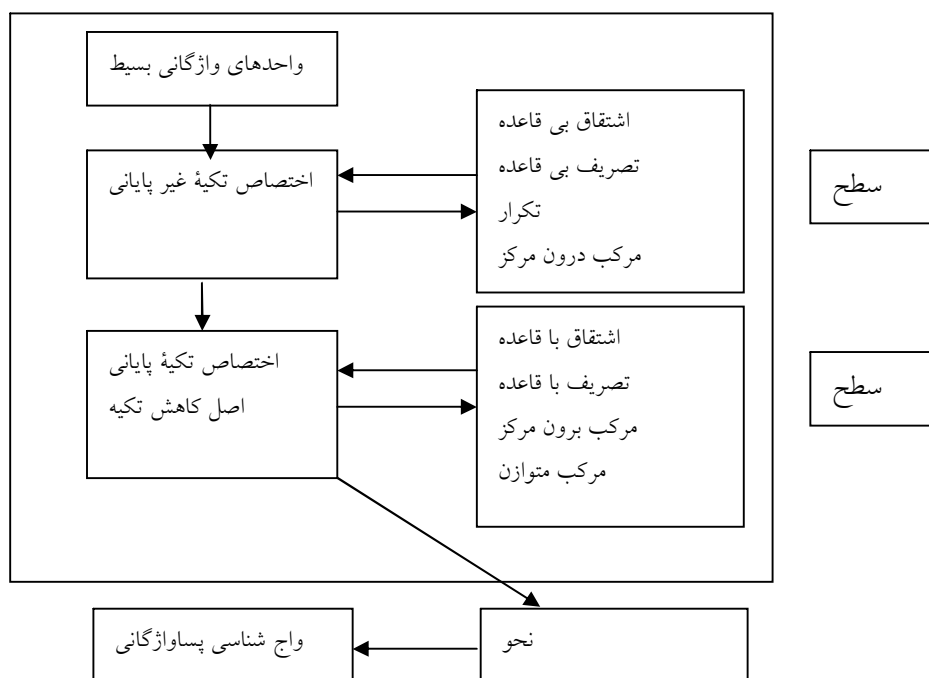 واحدهای واژگانی بسیط
اشتقاق بی قاعده
تصریف بی قاعده
تکرار
مرکب درون مرکز
اختصاص تکیهٔ غیر پایانی
سطح
اشتقاق با قاعده
تصریف با قاعده
مرکب برون مرکز
مرکب متوازن
اختصاص تکیهٔ پایانی
اصل کاهش تکیه
سطح
نحو
واج شناسی پساواژگانی